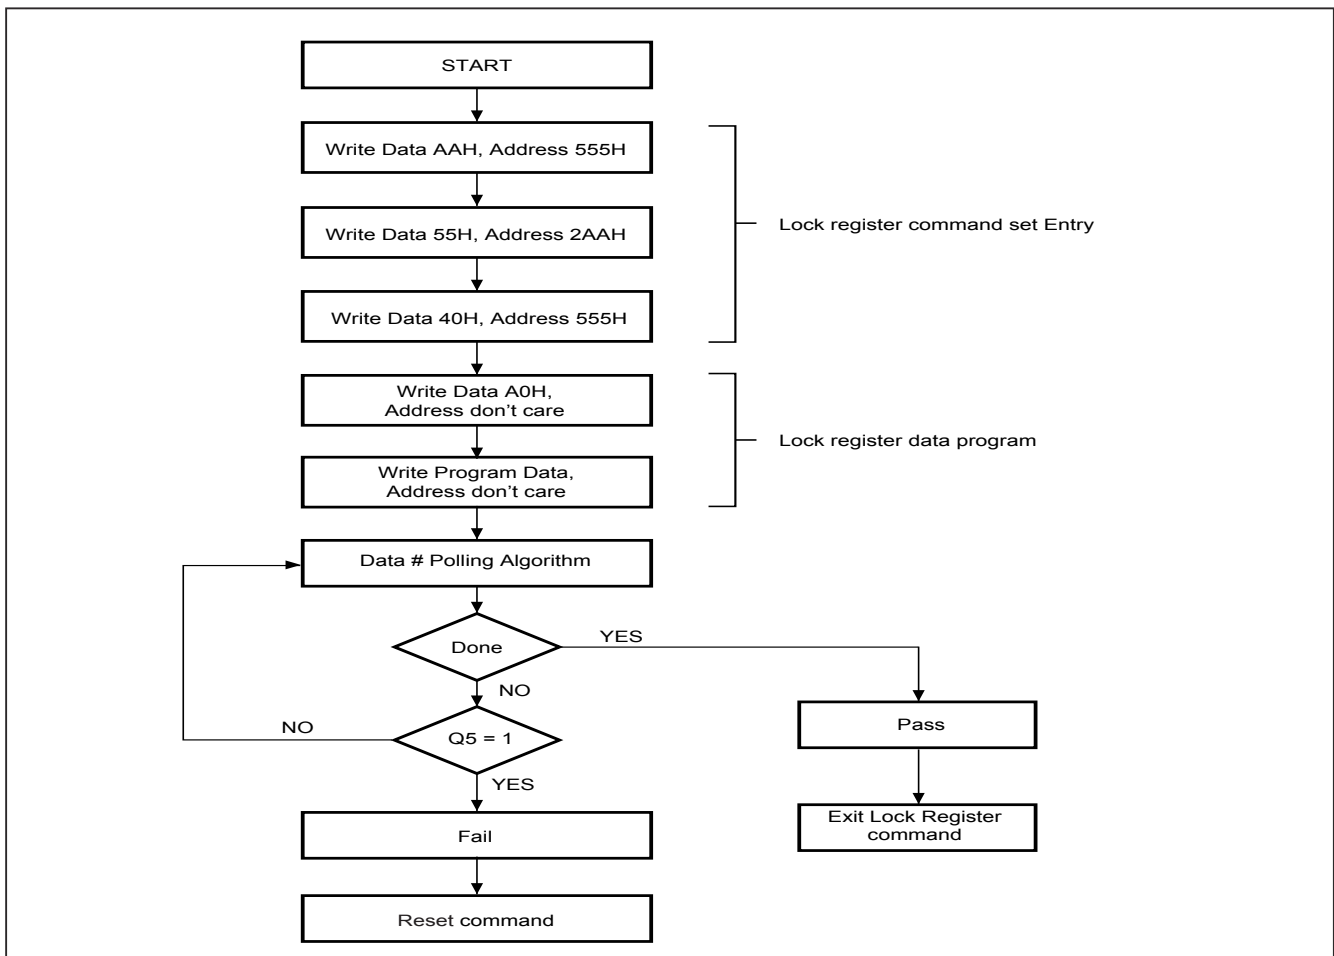 START
Write Data AAH, Address 555H
Write Data 55H, Address 2AAH
Lock register command set Entry
Write Data 40H, Address 555H
Write Data A0H,
Address don't care
Lock register data program
Write Program Data,
Address don't care
Data # Polling Algorithm
Done
YES
NO
Q5 = 1
NO
YES
Pass
Fail
Exit Lock Register
command
Reset command